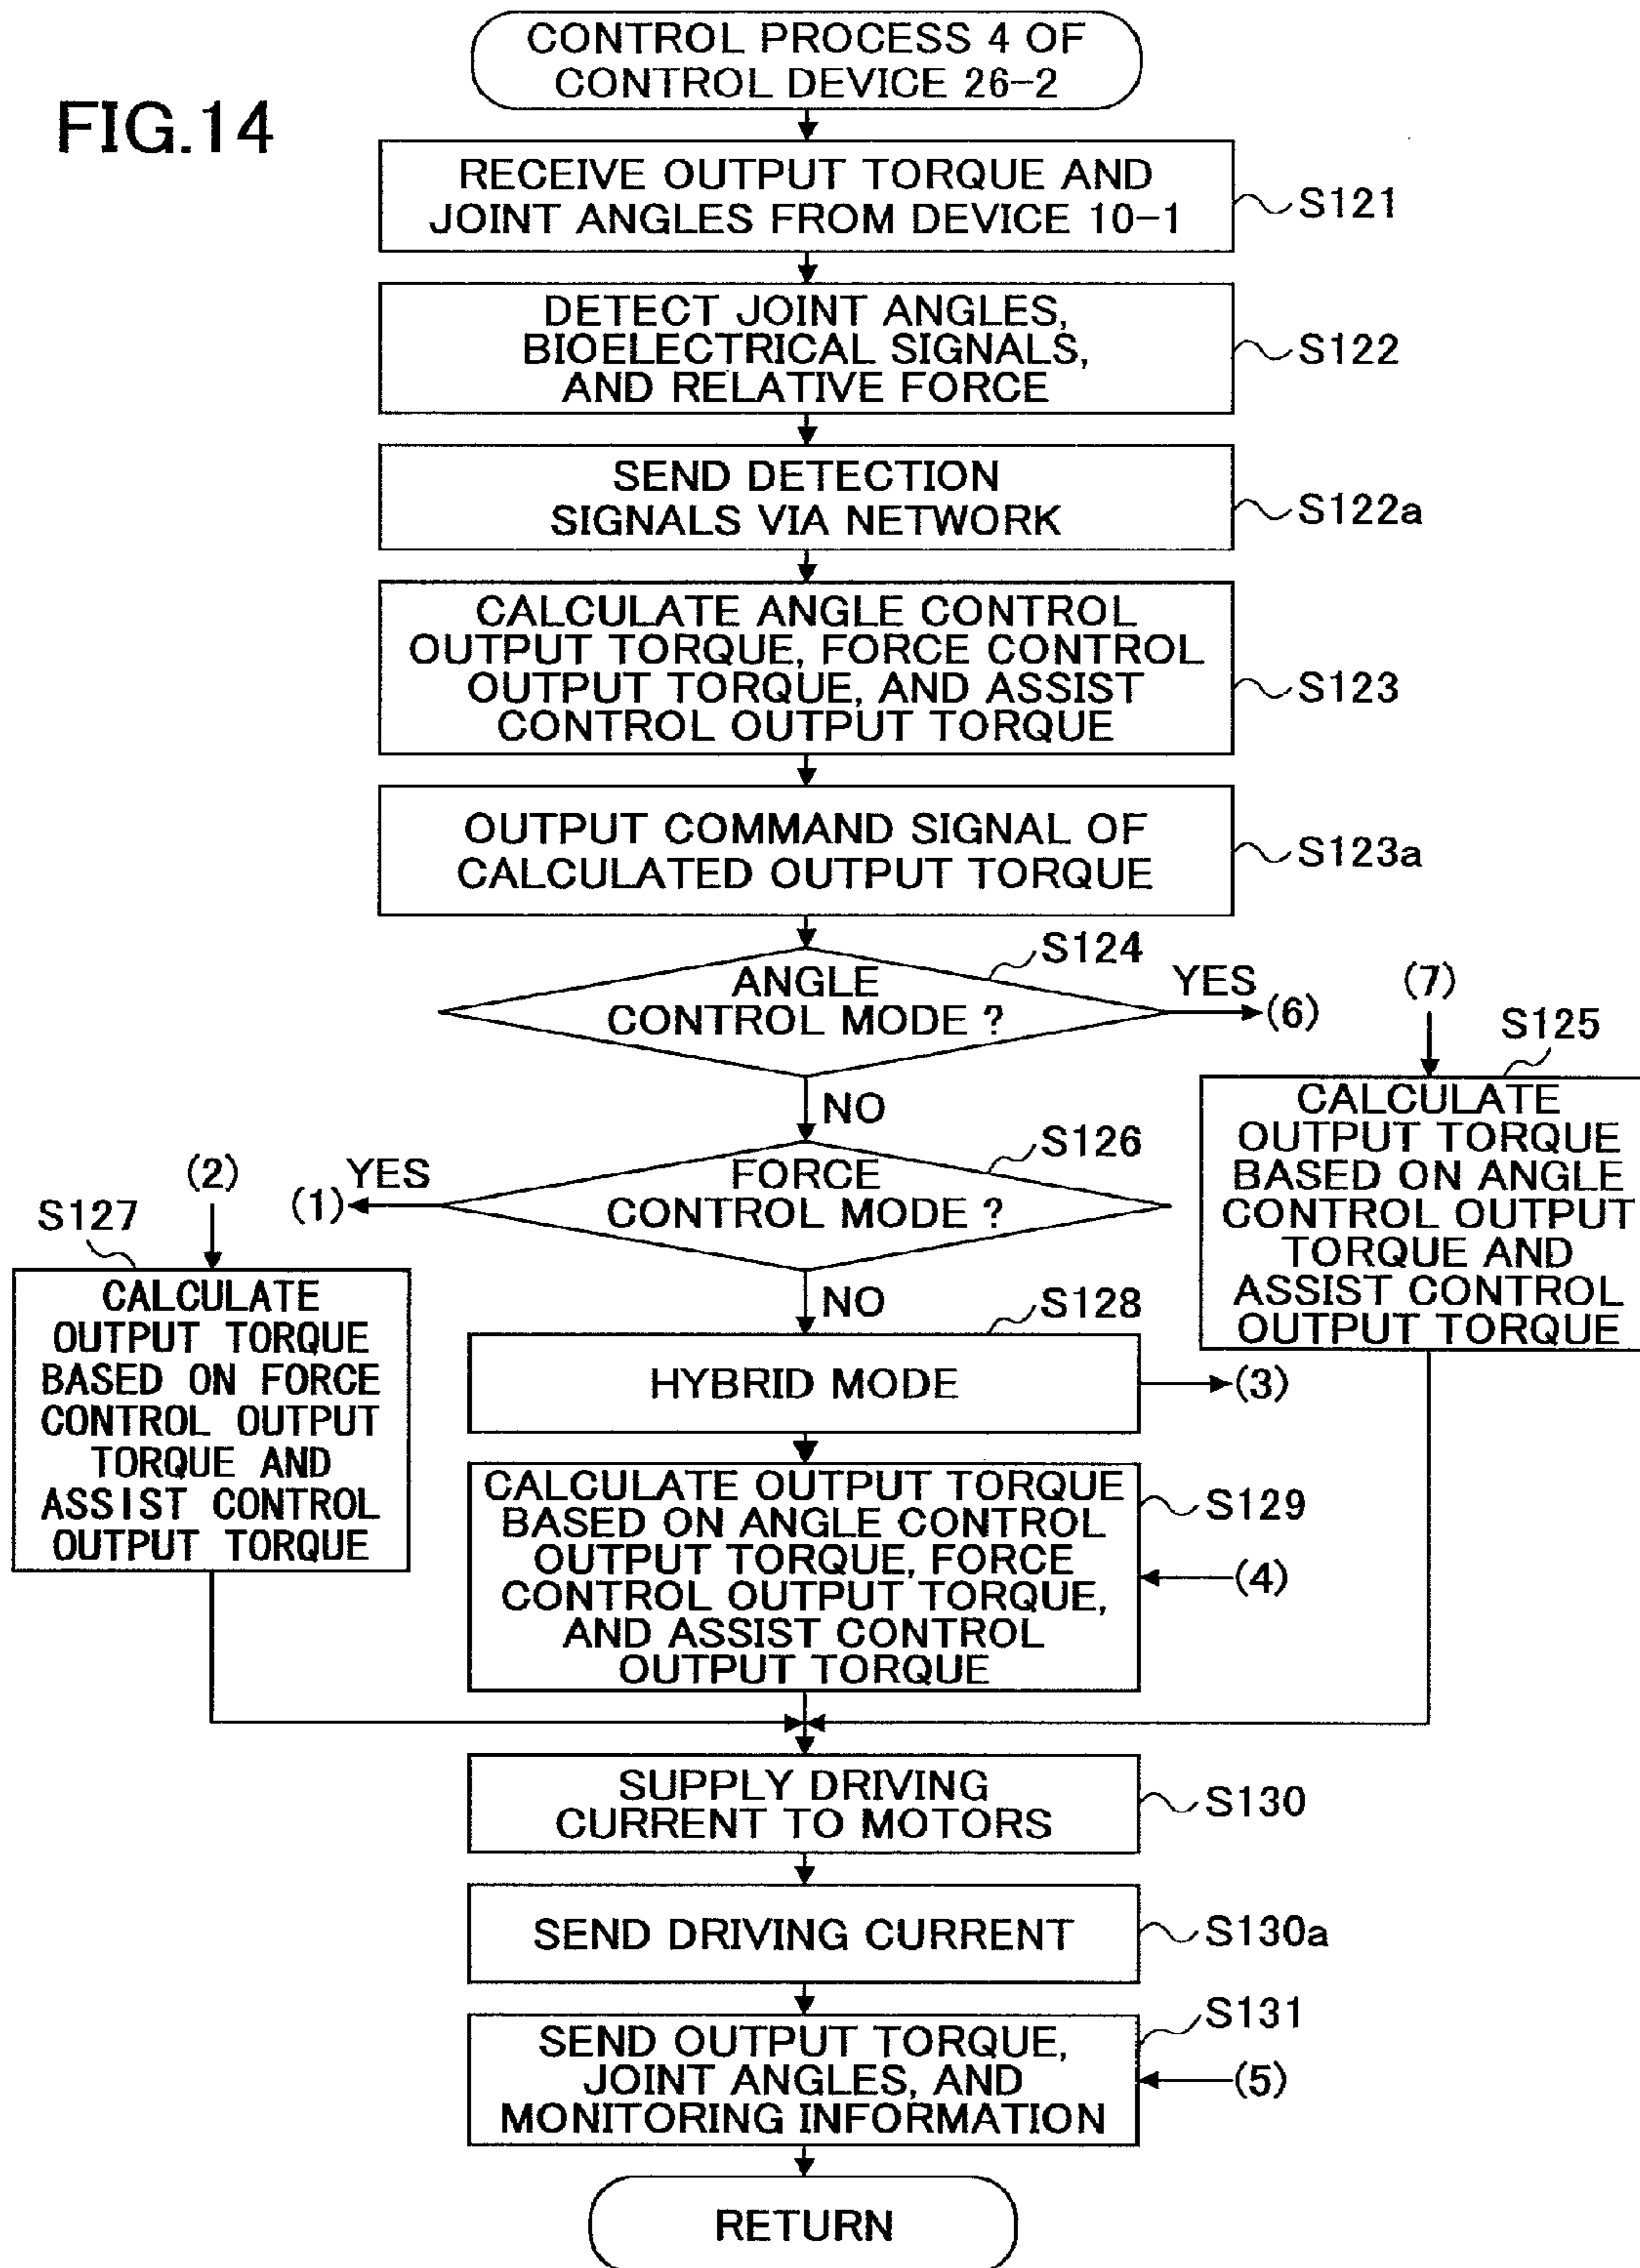 FIG.14
CONTROL PROCESS 4 OF
CONTROL DEVICE 26-2
RECEIVE OUTPUT TORQUE AND
JOINT ANGLES FROM DEVICE 10-1
S121
DETECT JOINT ANGLES,
BIOELECTRICAL SIGNALS,
AND RELATIVE FORCE
S122
SEND DETECTION
SIGNALS VIA NETWORK
S122a
CALCULATE ANGLE CONTROL
OUTPUT TORQUE, FORCE CONTROL
OUTPUT TORQUE, AND ASSIST
CONTROL OUTPUT TORQUE
S123
OUTPUT COMMAND SIGNAL OF
CALCULATED OUTPUT TORQUE
S123a
S124
ANGLE
CONTROL MODE ?
YES
(6)
NO
(7)
S125
CALCULATE
OUTPUT TORQUE
BASED ON ANGLE
CONTROL OUTPUT
TORQUE AND
ASSIST CONTROL
OUTPUT TORQUE
S126
FORCE
CONTROL MODE ?
YES
(1)
NO
(2)
S127
CALCULATE
OUTPUT TORQUE
BASED ON FORCE
CONTROL OUTPUT
TORQUE AND
ASSIST CONTROL
OUTPUT TORQUE
S128
HYBRID MODE
(3)
CALCULATE OUTPUT TORQUE
BASED ON ANGLE CONTROL
OUTPUT TORQUE, FORCE
CONTROL OUTPUT TORQUE,
AND ASSIST CONTROL
OUTPUT TORQUE
S129
(4)
SUPPLY DRIVING
CURRENT TO MOTORS
S130
SEND DRIVING CURRENT
S130a
S131
SEND OUTPUT TORQUE,
JOINT ANGLES, AND
MONITORING INFORMATION
(5)
RETURN